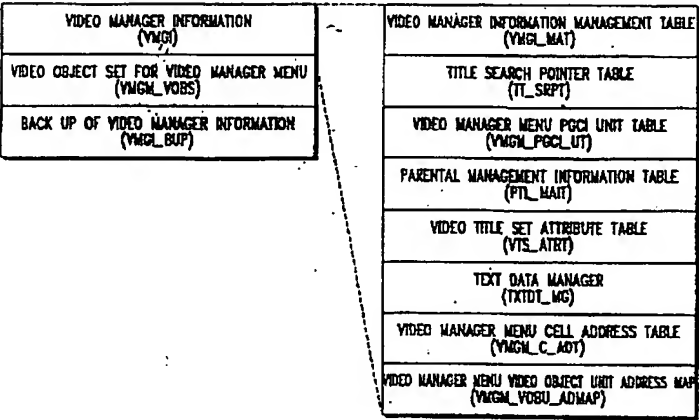 VIDEO MANAGER INFORMATION
(VMGI)
VIDEO OBJECT SET FOR VIDEO MANAGER MENU
(VMGM_VOBS)
BACK UP OF VIDEO MANAGER INFORMATION
(VMGI_BUP)
VIDEO MANAGER INFORMATION MANAGEMENT TABLE
(VMGI_MAT)
TITLE SEARCH POINTER TABLE
(TT_SRPT)
VIDEO MANAGER MENU PGCI UNIT TABLE
(VMGM_PGCI_UT)
PARENTAL MANAGEMENT INFORMATION TABLE
(PTL_MAIT)
VIDEO TITLE SET ATTRIBUTE TABLE
(VTS_ATRT)
TEXT DATA MANAGER
(TXTDT_MG)
VIDEO MANAGER MENU CELL ADDRESS TABLE
(VMGM_C_ADT)
VIDEO MANAGER MENU VIDEO OBJECT UNIT ADDRESS MAP
(VMGM_VOBU_ADMAP)